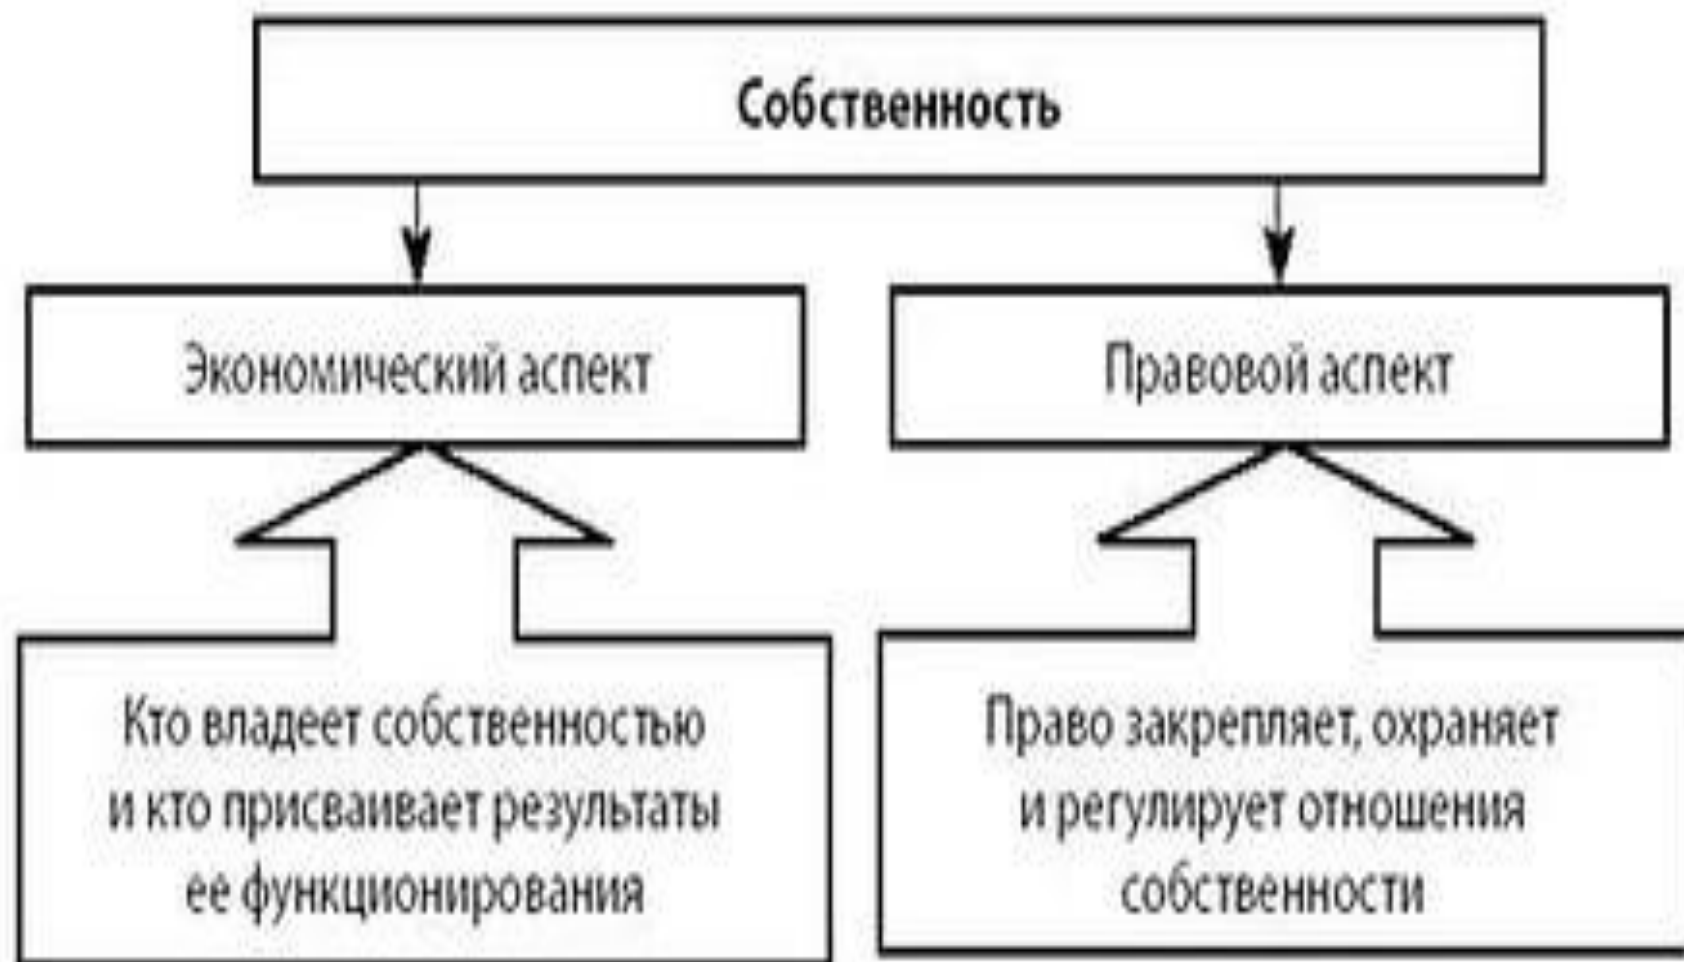 Собственность
Экономический аспект
Правовой аспект
Кто владеет собственностью
и кто присваивает результаты
ее функционирования
Право закрепляет, охраняет
и регулирует отношения
собственности